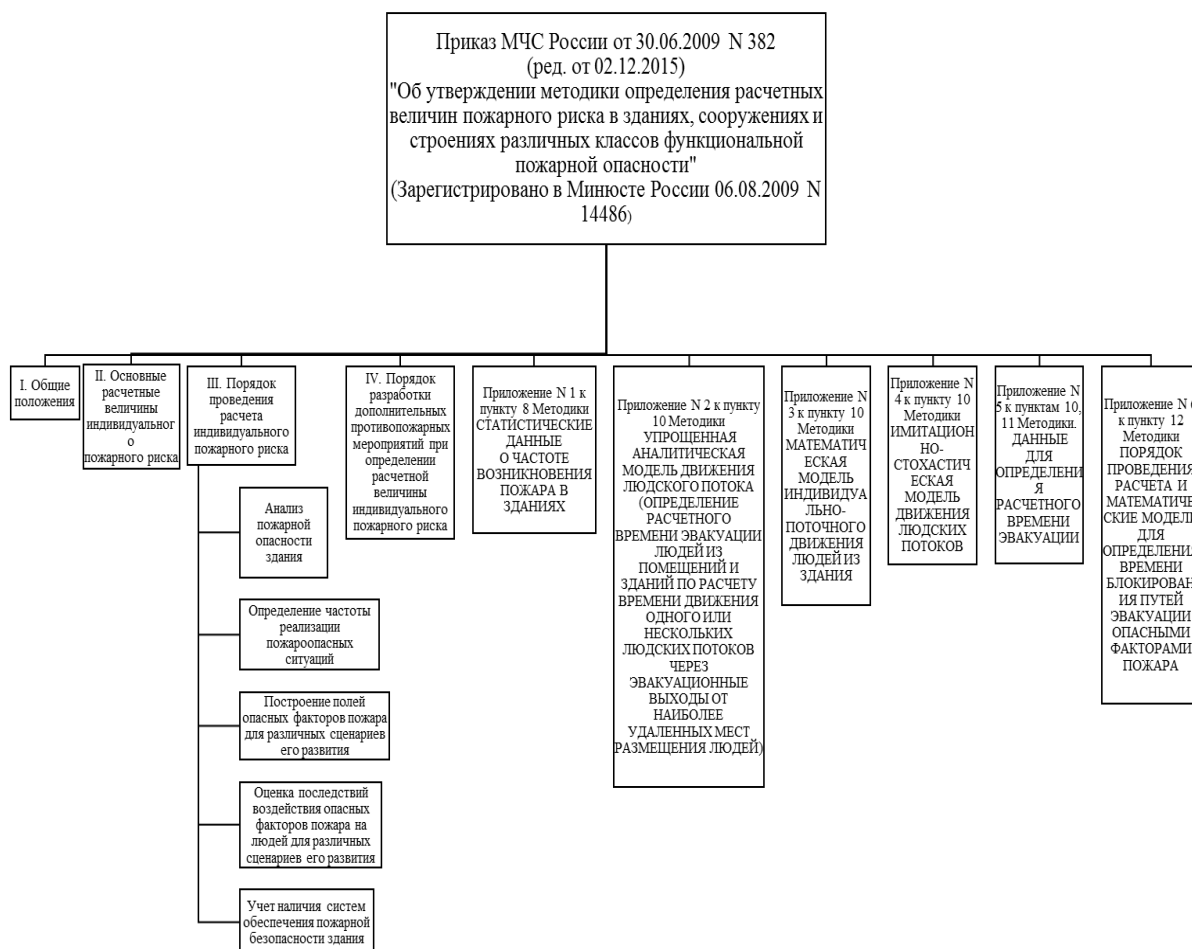 Приказ МЧС России от 30.06.2009 N 382
(ред. от 02.12.2015)
"Об утверждении методики определения расчетных
величин пожарного риска в зданиях, сооружениях и
строениях различных классов функциональной
пожарной опасности"
(Зарегистрировано в Минюсте России 06.08.2009 N
14486)
I. Общие
положения
II. Основные
расчетные
величины
индивидуальног
о
пожарного риска
III. Порядок
проведения
расчета
индивидуального
пожарного риска
Анализ
пожарной
опасности
здания
Определение частоты
реализации
пожароопасных
ситуаций
Построение полей
опасных факторов пожара
для различных сценариев
его развития
Оценка последствий
воздействия опасных
факторов пожара на
людей для различных
сценариев его развития
Учет наличия систем
обеспечения пожарной
безопасности здания
IV. Порядок
разработки
дополнительных
противопожарных
мероприятий при
определении
расчетной
величины
индивидуального
пожарного риска
Приложение N 1 к
пункту 8 Методики
СТАТИСТИЧЕСКИЕ
ДАННЫЕ
О ЧАСТОТЕ
ВОЗНИКНОВЕНИЯ
ПОЖАРА В
ЗДАНИЯХ
Приложение N 2 к пункту
10 Методики
УПРОЩЕННАЯ
АНАЛИТИЧЕСКАЯ
МОДЕЛЬ ДВИЖЕНИЯ
ЛЮДСКОГО ПОТОКА
(ОПРЕДЕЛЕНИЕ
РАСЧЕТНОГО
ВРЕМЕНИ ЭВАКУАЦИИ
ЛЮДЕЙ ИЗ
ПОМЕЩЕНИЙ И
ЗДАНИЙ ПО РАСЧЕТУ
ВРЕМЕНИ ДВИЖЕНИЯ
ОДНОГО ИЛИ
НЕСКОЛЬКИХ
ЛЮДСКИХ ПОТОКОВ
ЧЕРЕЗ
ЭВАКУАЦИОННЫЕ
ВЫХОДЫ ОТ
НАИБОЛЕЕ
УДАЛЕННЫХ МЕСТ
РАЗМЕЩЕНИЯ ЛЮДЕЙ)
Приложение N
3 к пункту 10
Методики
МАТЕМАТИЧ
ЕСКАЯ
МОДЕЛЬ
ИНДИВИДУА
ЛЬНО-
ПОТОЧНОГО
ДВИЖЕНИЯ
ЛЮДЕЙ ИЗ
ЗДАНИЯ
Приложение N
4 к пункту 10
Методики
ИМИТАЦИОН
НО-
СТОХАСТИЧ
ЕСКАЯ
МОДЕЛЬ
ДВИЖЕНИЯ
ЛЮДСКИХ
ПОТОКОВ
Приложение N
5 к пунктам 10,
11 Методики.
ДАННЫЕ
ДЛЯ
ОПРЕДЕЛЕНИ
Я
РАСЧЕТНОГО
ВРЕМЕНИ
ЭВАКУАЦИИ
Приложение N
к пункту 12
Методики
ПОРЯДОК
ПРОВЕДЕНИЯ
РАСЧЕТА И
МАТЕМАТИЧЕ
СКИЕ МОДЕЛИ
ДЛЯ
ОПРЕДЕЛЕНИЯ
ВРЕМЕНИ
БЛОКИРОВАН
ИЯ ПУТЕЙ
ЭВАКУАЦИИ
ОПАСНЫМИ
ФАКТОРАМИ
ПОЖАРА